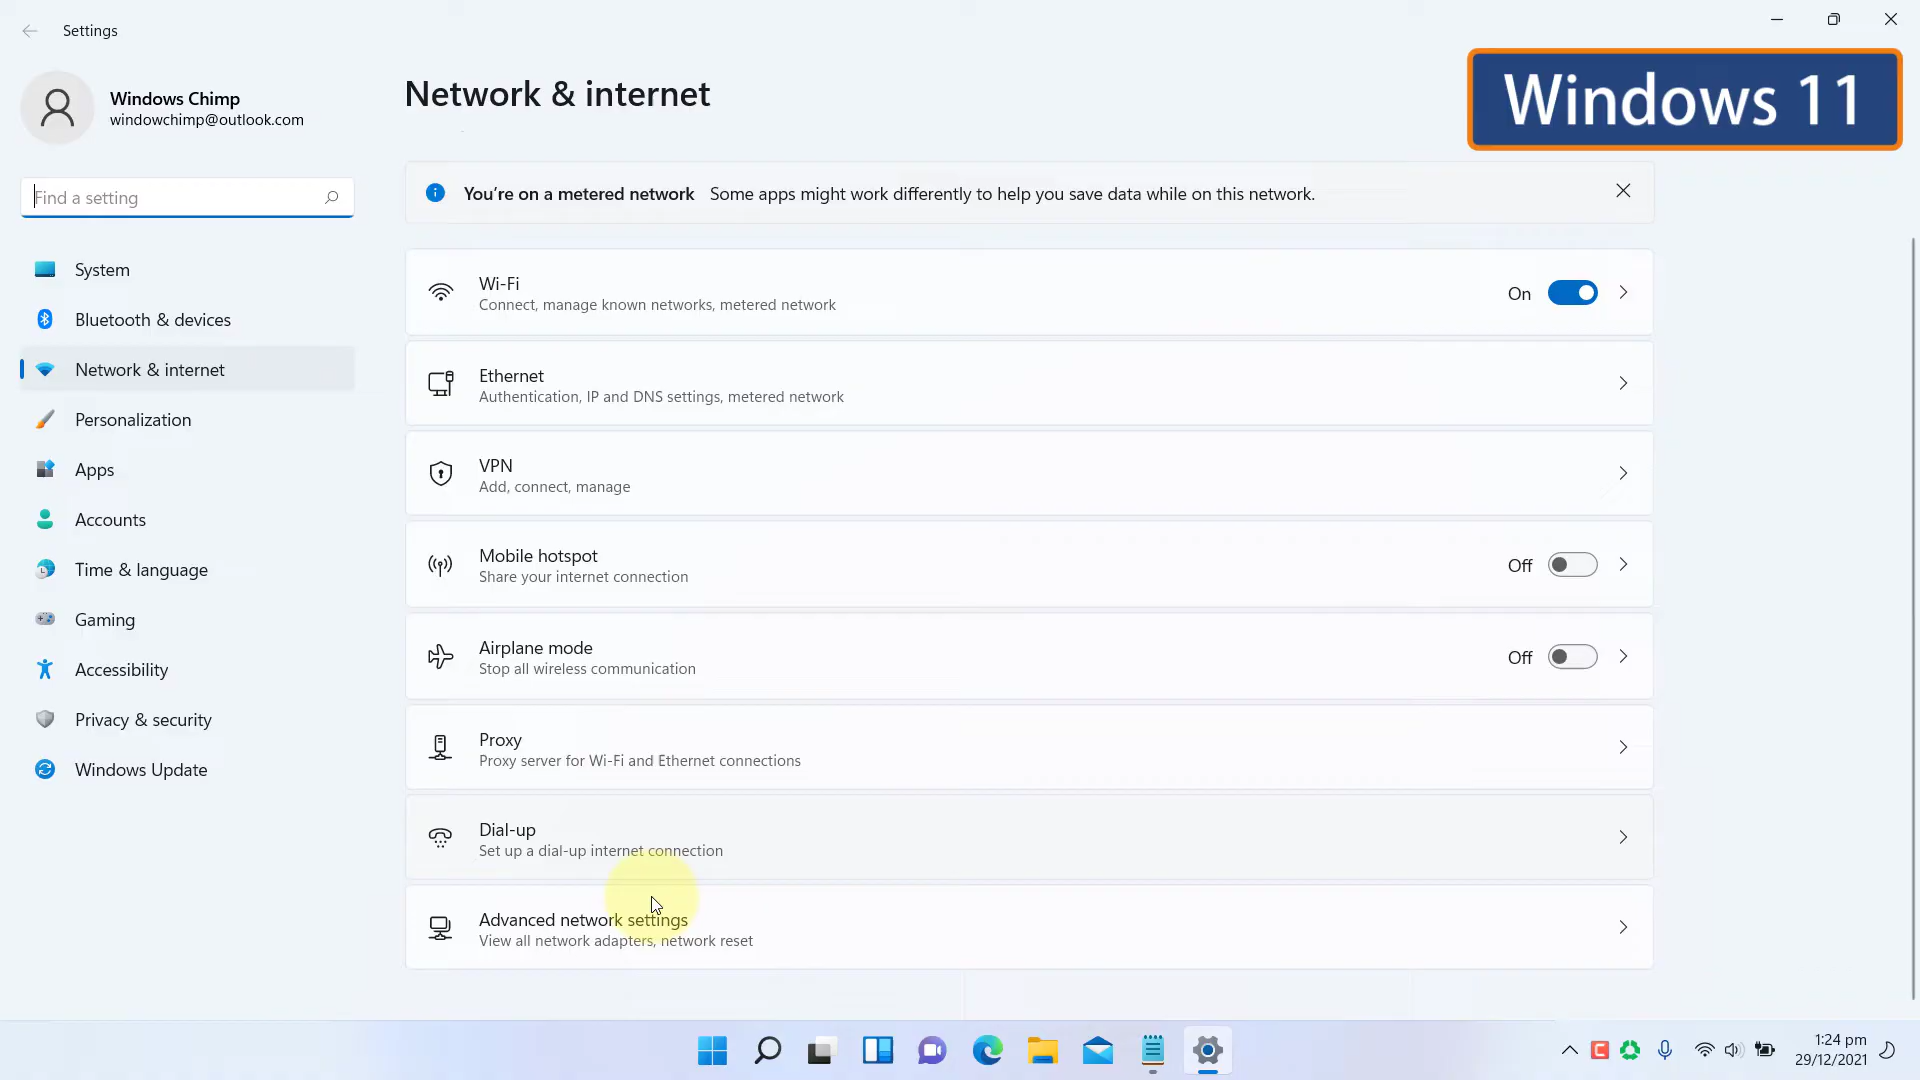 Settings
Windows Chimp
windowchimp@outlook.com
Find a setting
System
Bluetooth & devices
Network & internet
Personalization
Apps
Accounts
Time & language
Gaming
Accessibility
Privacy & security
Windows Update
Network & internet
Windows 11
You're on a metered network Some apps might work differently to help you save data while on this network.
Wi-Fi
Connect, manage known networks, metered network
On
Ethernet
Authentication, IP and DNS settings, metered network
VPN
Add, connect, manage
Mobile hotspot
Share your internet connection
Off
Airplane mode
Stop all wireless communication
Off
Proxy
Proxy server for Wi-Fi and Ethernet connections
Dial-up
Set up a dial-up internet connection
Advanced network settings
View all network adapters, network reset
1:24 pm
29/12/2021